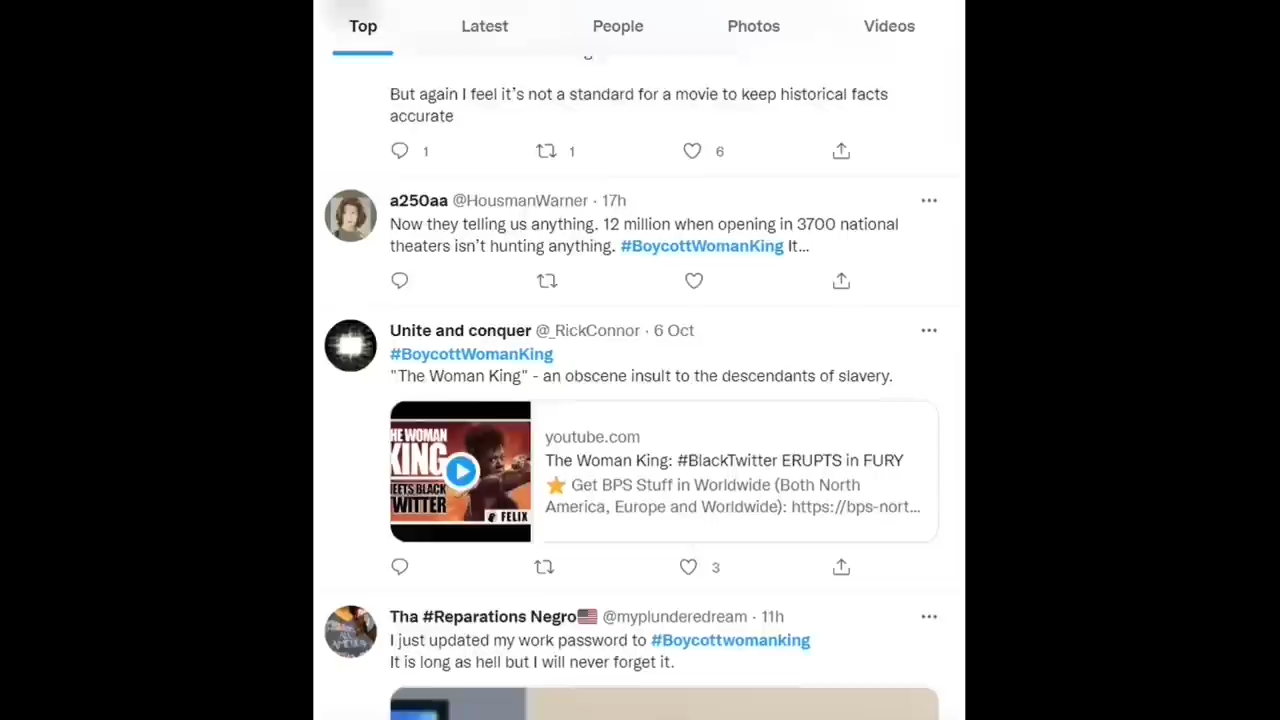 Top Latest People Photos Videos
But again I feel it's not a standard for a movie to keep historical facts
accurate
1 1 6
a250aa @HousmanWarner · 17h
Now they telling us anything. 12 million when opening in 3700 national
theaters isn't hunting anything. #BoycottWomanKing It...
Unite and conquer @_RickConnor · 6 Oct
#BoycottWomanKing
"The Woman King" - an obscene insult to the descendants of slavery.
HE WOMAN
KING
EETS BLACK
WITTER
FELIX
youtube.com
The Woman King: #BlackTwitter ERUPTS in FURY
⭐ Get BPS Stuff in Worldwide (Both North
America, Europe and Worldwide): https://bps-nort...
3
Tha #Reparations Negro🇺🇸 @myplunderedream · 11h
I just updated my work password to #Boycottwomanking
It is long as hell but I will never forget it.